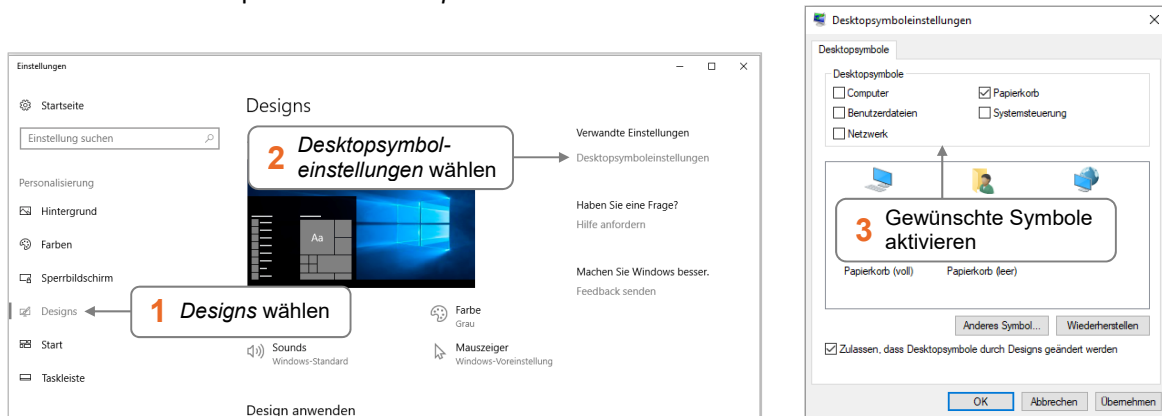 Einstellungen
Startseite
Einstellung suchen
Personalisierung
Hintergrund
Farben
Sperrbildschirm
Designs
Start
Taskleiste
Designs
2 Desktopsymbol-
einstellungen wählen
Aa
1 Designs wählen
Farbe
Grau
Sounds
Windows-Standard
Mauszeiger
Windows-Voreinstellung
Design anwenden
Verwandte Einstellungen
Desktopsymboleinstellungen
Haben Sie eine Frage?
Hilfe anfordern
Machen Sie Windows besser.
Feedback senden
Desktopsymboleinstellungen
Desktopsymbole
Desktopsymbole
Computer
Papierkorb
Benutzerdateien
Systemsteuerung
Netzwerk
3 Gewünschte Symbole
aktivieren
Papierkorb (voll)
Papierkorb (leer)
Anderes Symbol...
Wiederherstellen
Zulassen, dass Desktopsymbole durch Designs geändert werden
OK
Abbrechen
Übernehmen